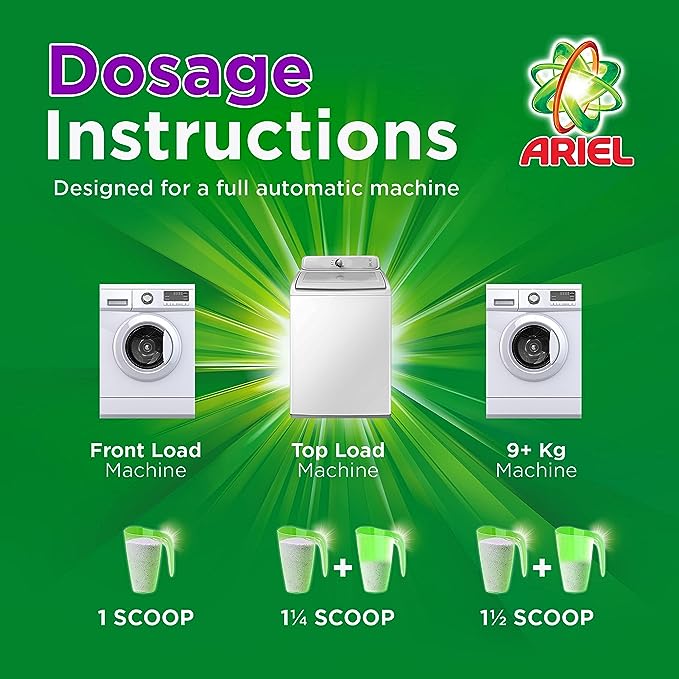 Dosage
Instructions
ARIEL
Designed for a full automatic machine
Front Load
Machine
Top Load
Machine
9+ Kg
Machine
+
+
1 SCOOP
1¼ SCOOP
1½ SCOOP